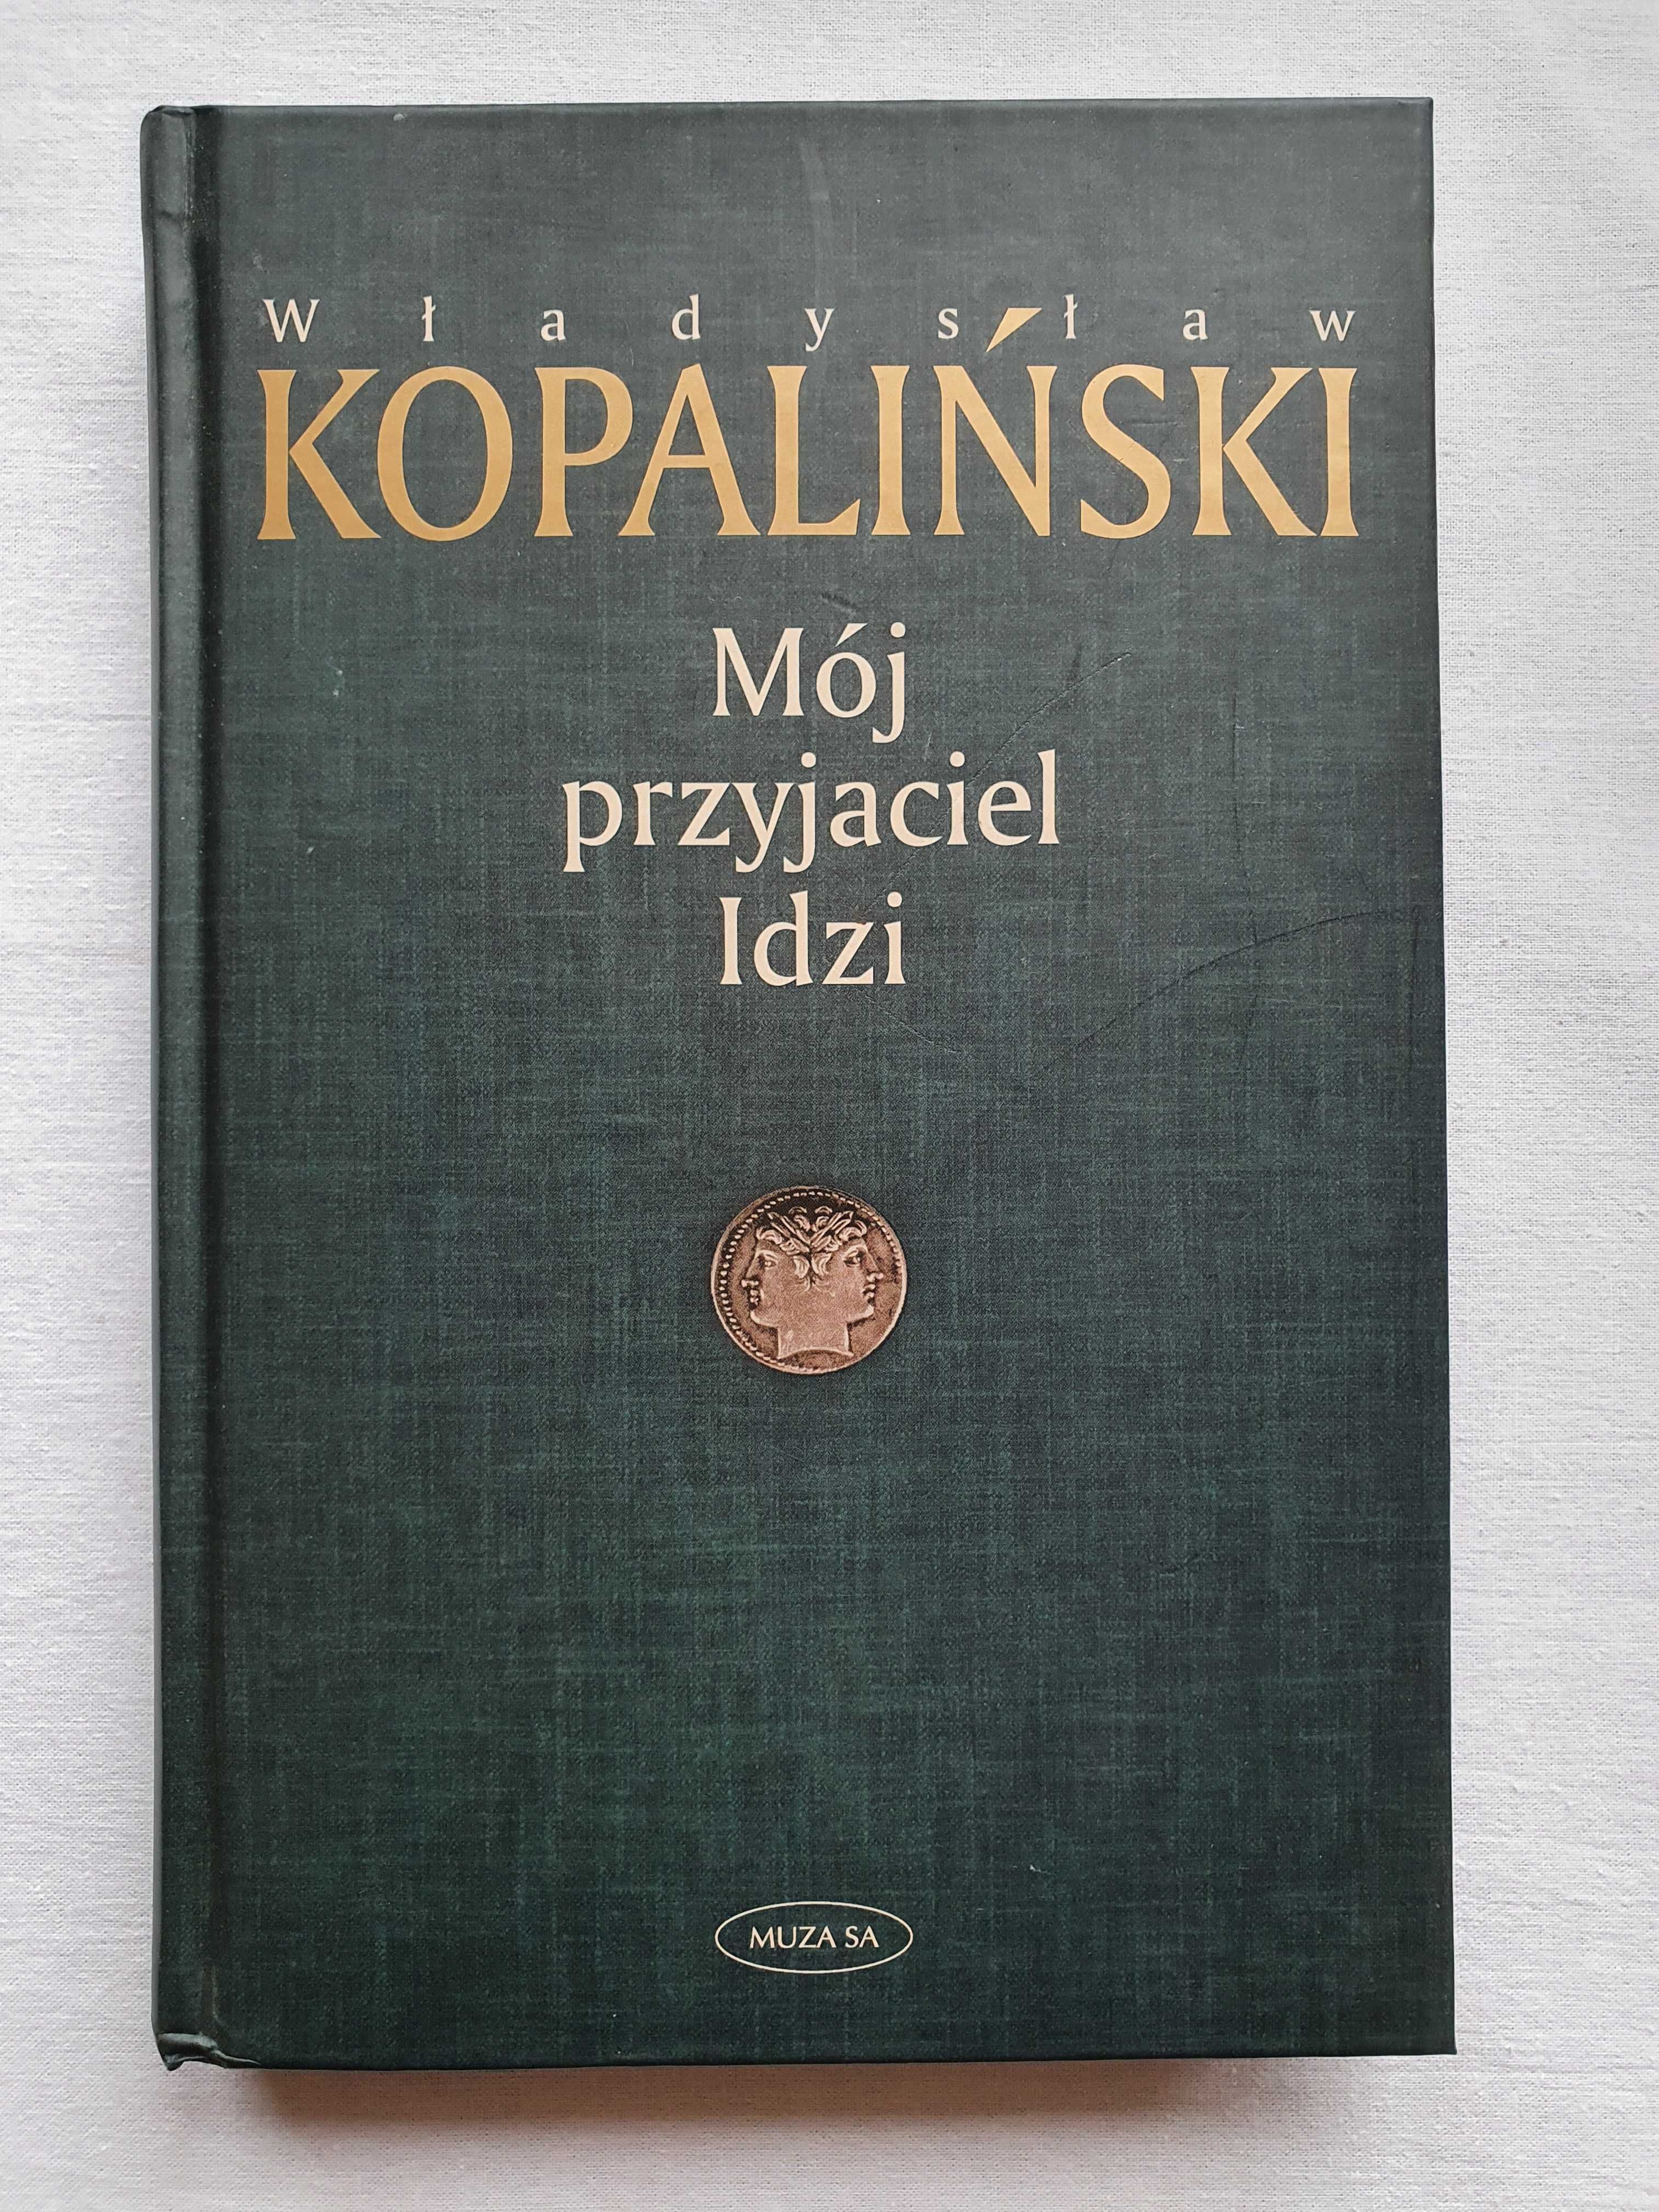 Władysław
KOPALIŃSKI
Mój
przyjaciel
Idzi
MUZA SA